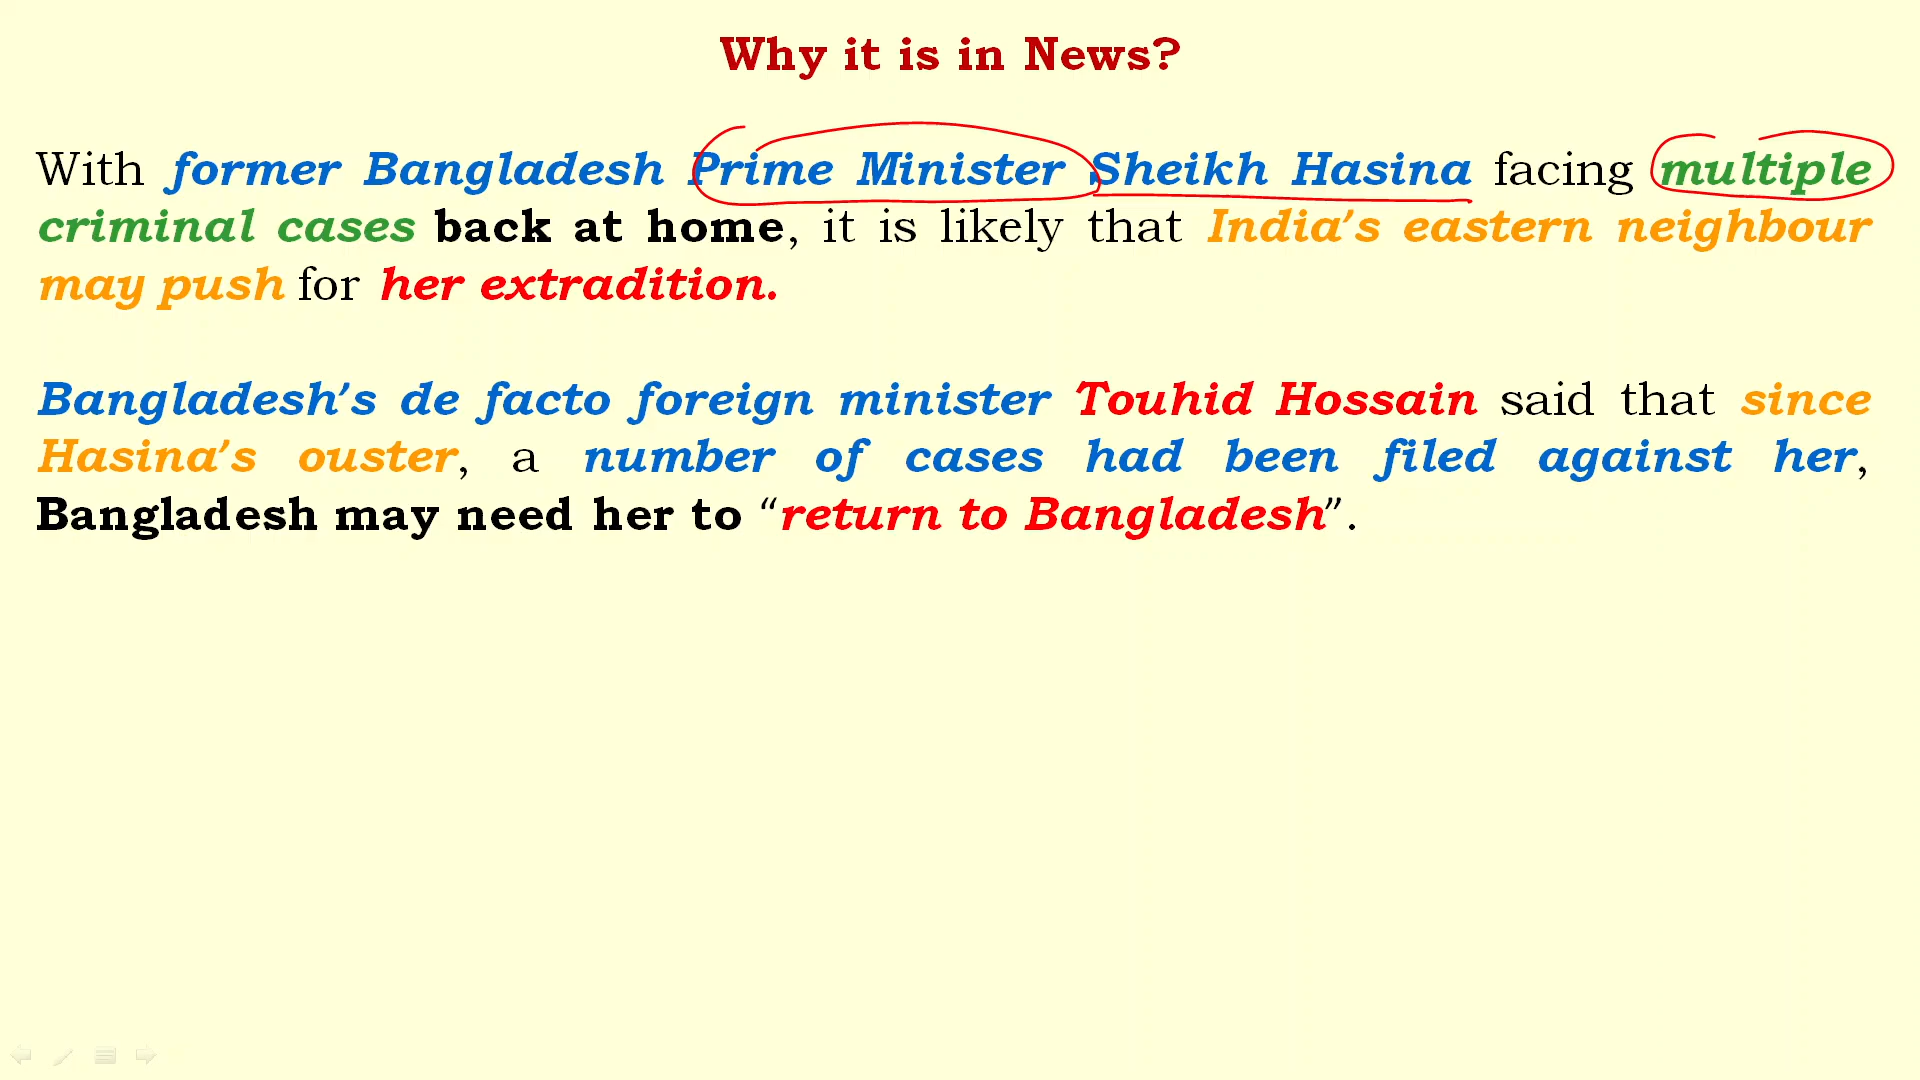 Why it is in News?
With former Bangladesh Prime Minister Sheikh Hasina facing multiple
criminal cases back at home, it is likely that India's eastern neighbour
may push for her extradition.
Bangladesh's de facto foreign minister Touhid Hossain said that since
Hasina's ouster, a number of cases had been filed against her,
Bangladesh may need her to “return to Bangladesh”.